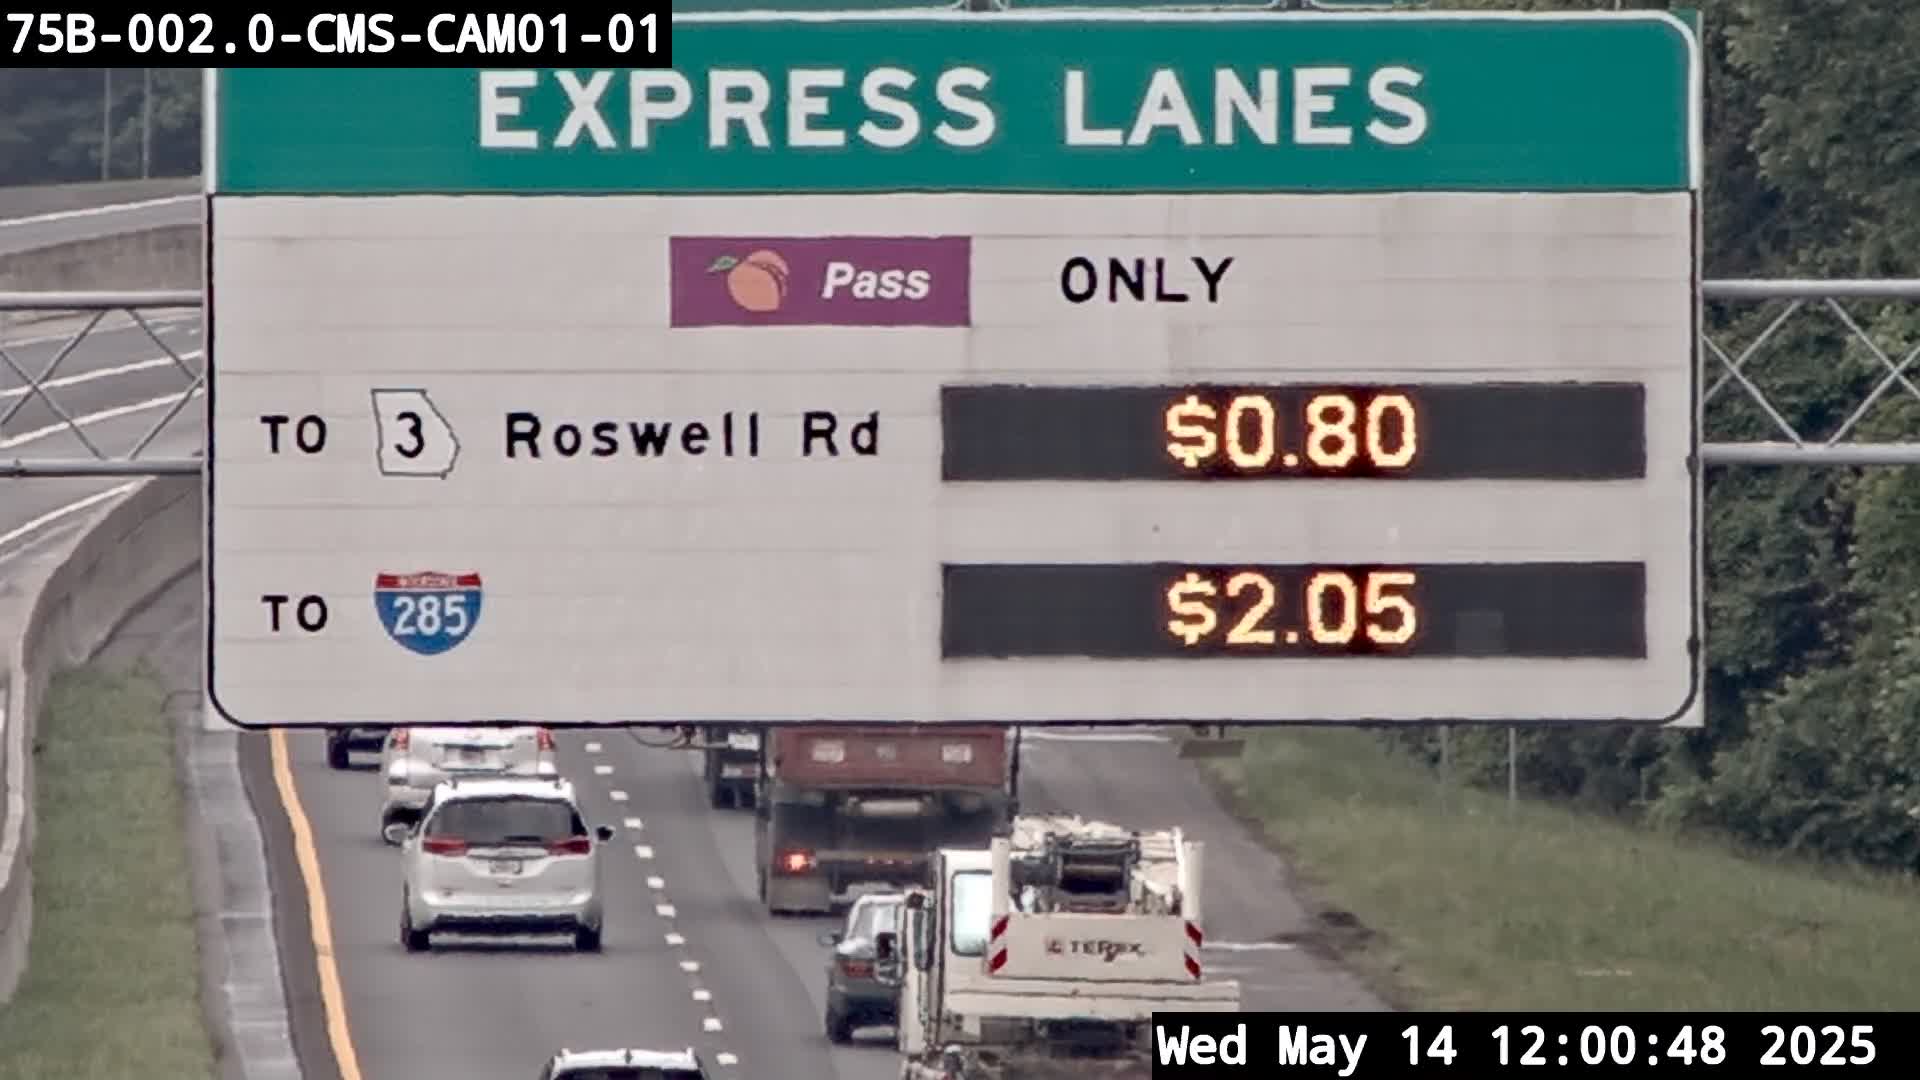 75B-002.0-CMS-CAM01-01
EXPRESS LANES
Pass ONLY
TO 3 Roswell Rd $0.80
TO 285 $2.05
TEREX
Wed May 14 12:00:48 2025